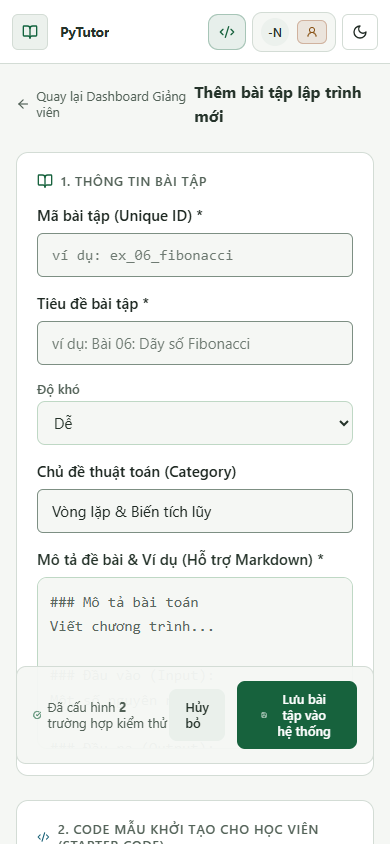 PyTutor
-N
Quay lại Dashboard Giảng
viên
Thêm bài tập lập trình
mới
1. THÔNG TIN BÀI TẬP
Mã bài tập (Unique ID) *
ví dụ: ex_06_fibonacci
Tiêu đề bài tập *
ví dụ: Bài 06: Dãy số Fibonacci
Độ khó
Dễ
Chủ đề thuật toán (Category)
Vòng lặp & Biến tích lũy
Mô tả đề bài & Ví dụ (Hỗ trợ Markdown) *
### Mô tả bài toán
Viết chương trình...
Đã cấu hình 2
trường hợp kiểm thử
Hủy
bỏ
Lưu bài
tập vào
hệ thống
2. CODE MẪU KHỞI TẠO CHO HỌC VIÊN
(STARTER CODE)